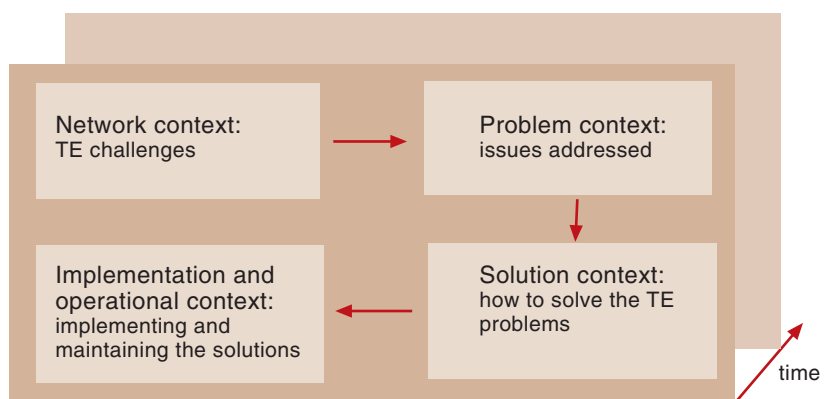 Network context:
TE challenges
Problem context:
issues addressed
Solution context:
how to solve the TE
problems
Implementation and
operational context:
implementing and
maintaining the solutions
time